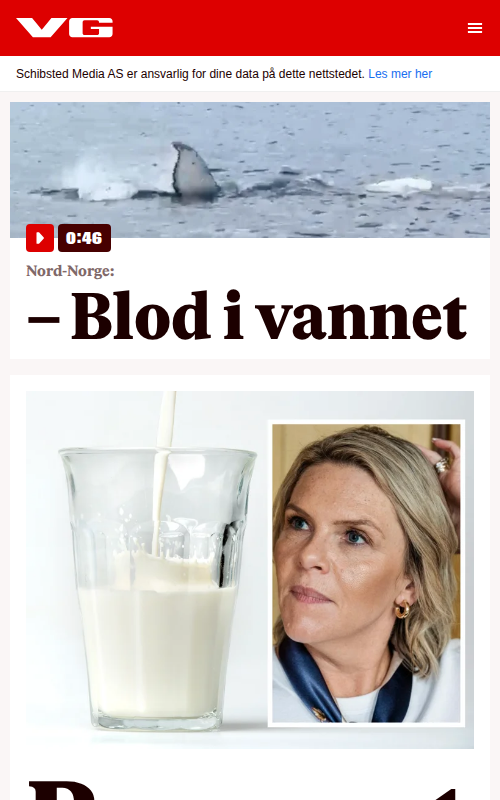 VG
Schibsted Media AS er ansvarlig for dine data på dette nettstedet. Les mer her
0:46
Nord-Norge:
– Blod i vannet